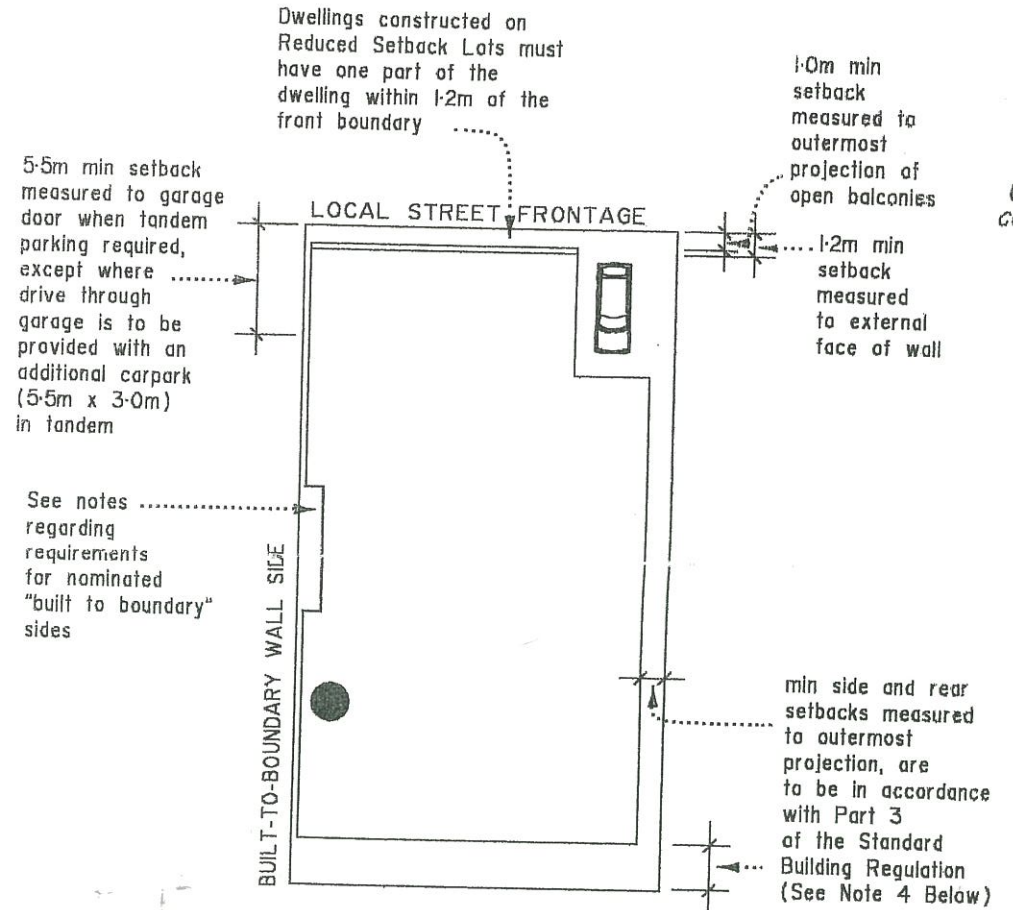 Dwellings constructed on
Reduced Setback Lots must
have one part of the
dwelling within 1·2m of the
front boundary
1·0m min
setback
measured to
outermost
projection of
open balconies
5·5m min setback
measured to garage
door when tandem
parking required,
except where
drive through
garage is to be
provided with an
additional carpark
(5·5m x 3·0m)
in tandem
LOCAL STREET FRONTAGE
1·2m min
setback
measured
to external
face of wall
See notes
regarding
requirements
for nominated
"built to boundary"
sides
BUILT-TO-BOUNDARY WALL SIDE
min side and rear
setbacks measured
to outermost
projection, are
to be in accordance
with Part 3
of the Standard
Building Regulation
(See Note 4 Below)